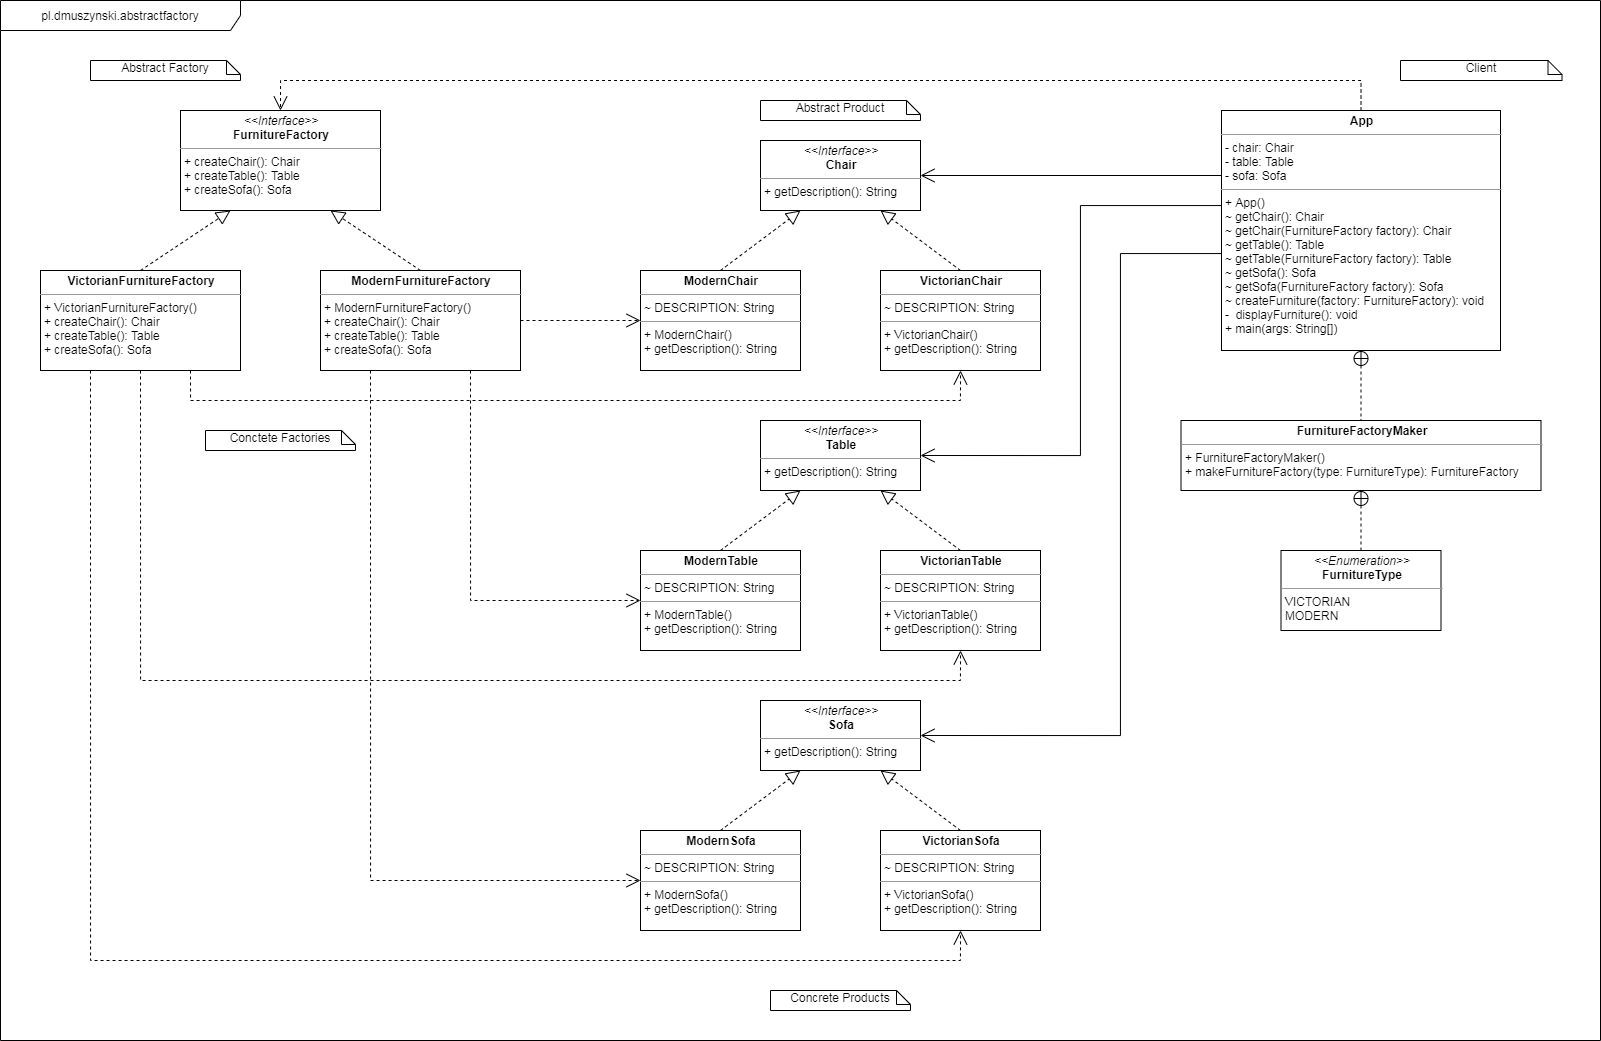 pl.dmuszynski.abstractfactory
Abstract Factory
Client
Abstract Product
<<Interface>>
FurnitureFactory
+ createChair(): Chair
+ createTable(): Table
+ createSofa(): Sofa
<<Interface>>
Chair
+ getDescription(): String
App
- chair: Chair
- table: Table
- sofa: Sofa
+ App()
~ getChair(): Chair
~ getChair(FurnitureFactory factory): Chair
~ getTable(): Table
~ getTable(FurnitureFactory factory): Table
~ getSofa(): Sofa
~ getSofa(FurnitureFactory factory): Sofa
~ createFurniture(factory: FurnitureFactory): void
- displayFurniture(): void
+ main(args: String[])
VictorianFurnitureFactory
+ VictorianFurnitureFactory()
+ createChair(): Chair
+ createTable(): Table
+ createSofa(): Sofa
ModernFurnitureFactory
+ ModernFurnitureFactory()
+ createChair(): Chair
+ createTable(): Table
+ createSofa(): Sofa
ModernChair
~ DESCRIPTION: String
+ ModernChair()
+ getDescription(): String
VictorianChair
~ DESCRIPTION: String
+ VictorianChair()
+ getDescription(): String
Conctete Factories
<<Interface>>
Table
+ getDescription(): String
FurnitureFactoryMaker
+ FurnitureFactoryMaker()
+ makeFurnitureFactory(type: FurnitureType): FurnitureFactory
ModernTable
~ DESCRIPTION: String
+ ModernTable()
+ getDescription(): String
VictorianTable
~ DESCRIPTION: String
+ VictorianTable()
+ getDescription(): String
<<Enumeration>>
FurnitureType
VICTORIAN
MODERN
<<Interface>>
Sofa
+ getDescription(): String
ModernSofa
~ DESCRIPTION: String
+ ModernSofa()
+ getDescription(): String
VictorianSofa
~ DESCRIPTION: String
+ VictorianSofa()
+ getDescription(): String
Concrete Products